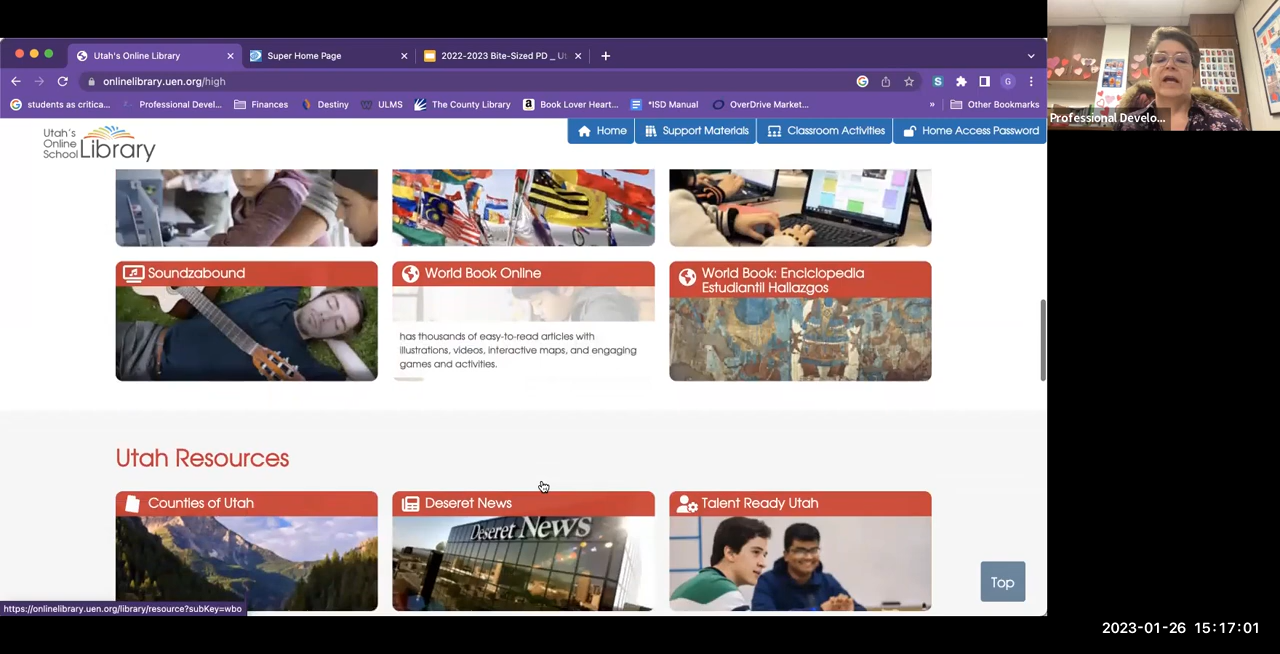 Utah's Online Library
Super Home Page
2022-2023 Bite-Sized PD _ U
onlinelibrary.uen.org/high
G
students as critica...
Professional Devel...
Finances
Destiny
ULMS
The County Library
Book Lover Heart...
*ISD Manual
OverDrive Market...
»
Other Bookmarks
Utah's
Online
School Library
Home
Support Materials
Classroom Activities
Home Access Password
Professional Develo...
Soundzabound
World Book Online
World Book: Enciclopedia
Estudiantil Hallazgos
has thousands of easy-to-read articles with
illustrations, videos, interactive maps, and engaging
games and activities.
Utah Resources
Counties of Utah
Deseret News
Talent Ready Utah
Deseret News
Top
https://onlinelibrary.uen.org/library/resource?subKey=wbo
2023-01-26 15:17:01